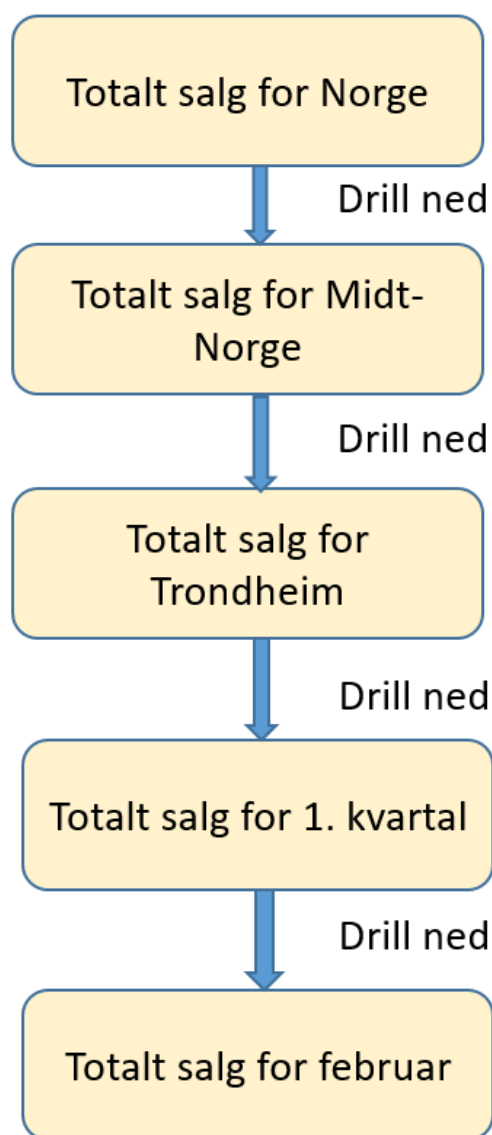 Totalt salg for Norge
Drill ned
Totalt salg for Midt-
Norge
Drill ned
Totalt salg for
Trondheim
Drill ned
Totalt salg for 1. kvartal
Drill ned
Totalt salg for februar